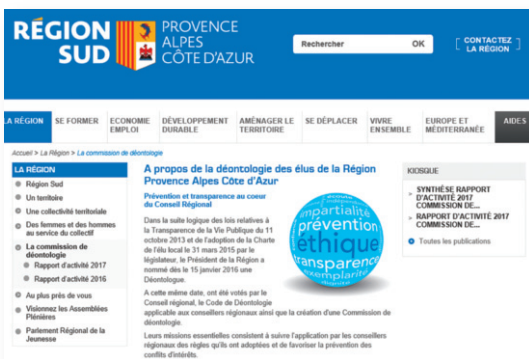 RÉGION
SUD
PROVENCE
ALPES
CÔTE D'AZUR
Rechercher OK
CONTACTEZ
LA RÉGION
LA RÉGION
SE FORMER
ECONOMIE
EMPLOI
DÉVELOPPEMENT
DURABLE
AMÉNAGER LE
TERRITOIRE
SE DÉPLACER
VIVRE
ENSEMBLE
EUROPE ET
MÉDITERRANÉE
AIDES
Accueil > La Région > La commission de déontologie
LA RÉGION
Région Sud
Un territoire
Une collectivité territoriale
Des femmes et des hommes
au service du collectif
La commission de
déontologie
Rapport d'activité 2017
Rapport d'activité 2016
Au plus près de vous
Visionnez les Assemblées
Plénières
Parlement Régional de la
Jeunesse
A propos de la déontologie des élus de la Région
Provence Alpes Côte d'Azur
Prévention et transparence au coeur
du Conseil Régional
Dans la suite logique des lois relatives à
la Transparence de la Vie Publique du 11
octobre 2013 et de l'adoption de la Charte
de l'élu local le 31 mars 2015 par le
législateur, le Président de la Région a
nommé dès le 15 janvier 2016 une
Déontologue.
A cette même date, ont été votés par le
Conseil régional, le Code de Déontologie
applicable aux conseillers régionaux ainsi que la création d'une Commission de
déontologie.
Leurs missions essentielles consistent à suivre l'application par les conseillers
régionaux des règles qu'ils ont adoptées et de favoriser la prévention des
conflits d'intérêts.
impartialité
prévention
éthique
transparence
exemplarité
KIOSQUE
> SYNTHÈSE RAPPORT
D'ACTIVITÉ 2017
COMMISSION DE...
> RAPPORT D'ACTIVITÉ 2017
COMMISSION DE...
Toutes les publications